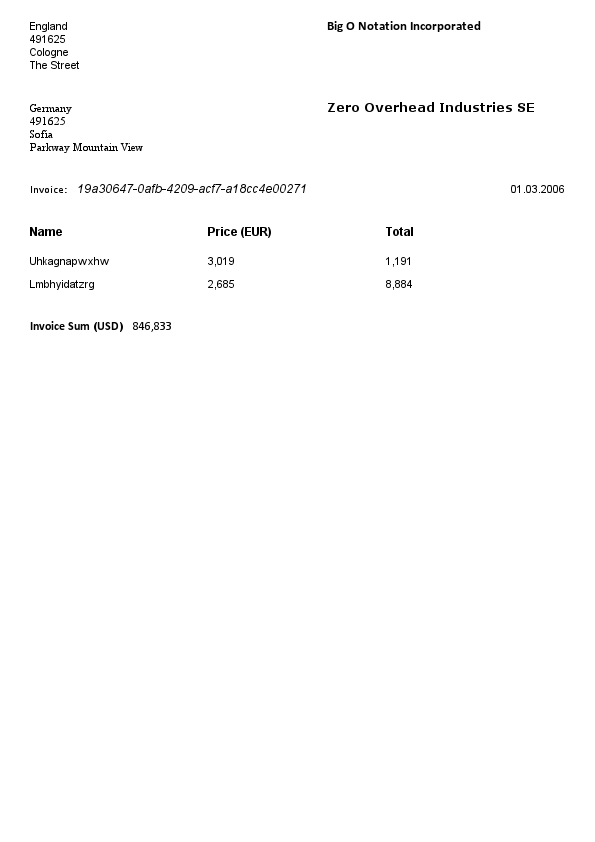 England
491625
Cologne
The Street
Big O Notation Incorporated
Germany
491625
Sofia
Parkway Mountain View
Zero Overhead Industries SE
Invoice: 19a30647-0afb-4209-acf7-a18cc4e00271 01.03.2006
Name Price (EUR) Total
Uhkagnapwxhw 3,019 1,191
Lmbhyidatzrg 2,685 8,884
Invoice Sum (USD) 846,833